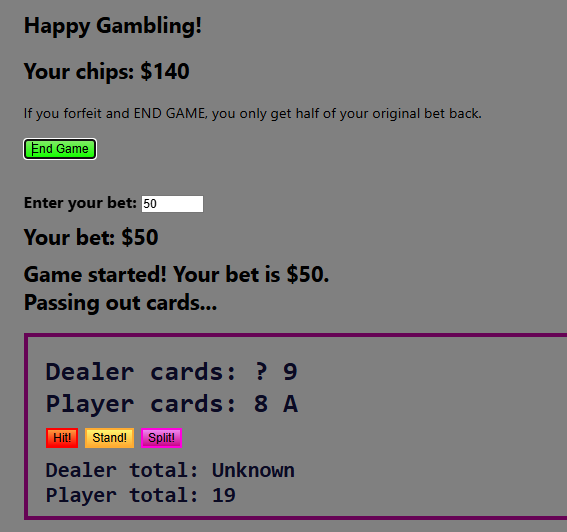 Happy Gambling!
Your chips: $140
If you forfeit and END GAME, you only get half of your original bet back.
End Game
Enter your bet: 50
Your bet: $50
Game started! Your bet is $50.
Passing out cards...
Dealer cards: ? 9
Player cards: 8 A
Hit! Stand! Split!
Dealer total: Unknown
Player total: 19